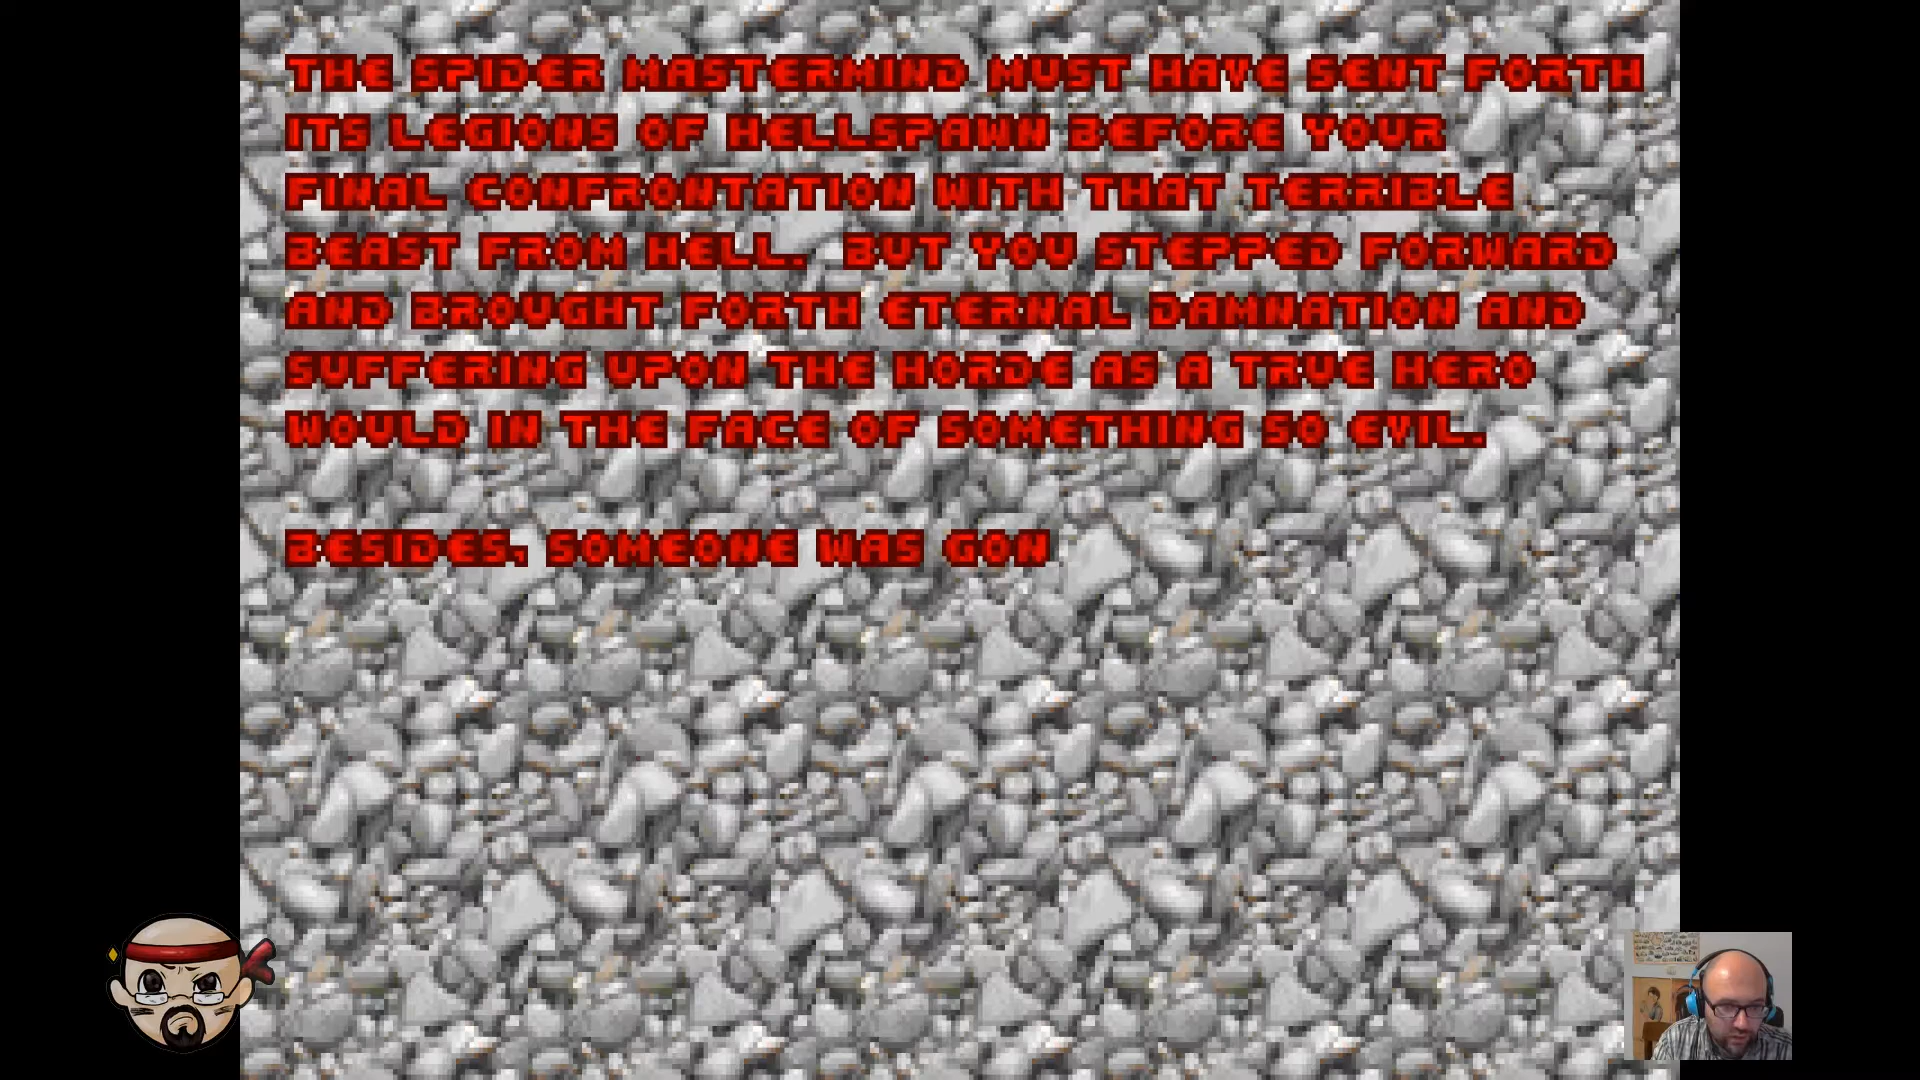 THE SPIDER MASTERMIND MUST HAVE SENT FORTH
ITS LEGIONS OF HELLSPAWN BEFORE YOUR
FINAL CONFRONTATION WITH THAT TERRIBLE
BEAST FROM HELL.  BUT YOU STEPPED FORWARD
AND BROUGHT FORTH ETERNAL DAMNATION AND
SUFFERING UPON THE HORDE AS A TRUE HERO
WOULD IN THE FACE OF SOMETHING SO EVIL.
BESIDES, SOMEONE WAS GON